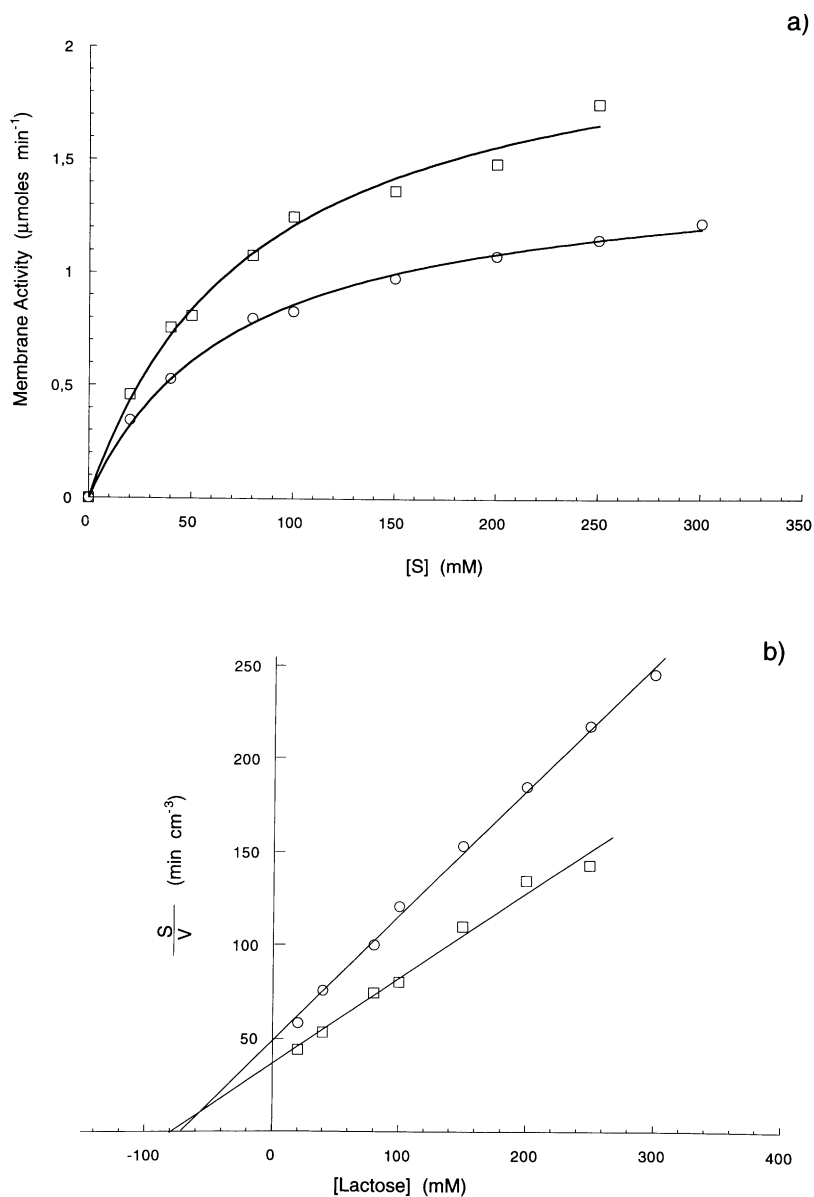 a)
2
1,5
1
0,5
0
Membrane Activity (μmoles min-1)
0 50 100 150 200 250 300 350
[S] (mM)
b)
250
200
150
100
50
S
V
(min cm-3)
-100 0 100 200 300 400
[Lactose] (mM)